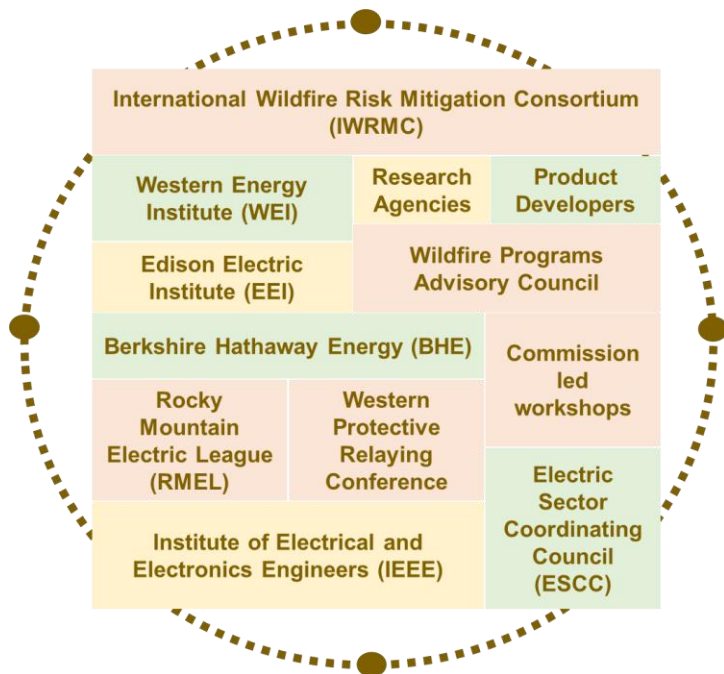 International Wildfire Risk Mitigation Consortium
(IWRMC)
Western Energy
Institute (WEI)
Research
Agencies
Product
Developers
Edison Electric
Institute (EEI)
Wildfire Programs
Advisory Council
Berkshire Hathaway Energy (BHE)
Commission
led
workshops
Rocky
Mountain
Electric League
(RMEL)
Western
Protective
Relaying
Conference
Electric
Sector
Coordinating
Council
(ESCC)
Institute of Electrical and
Electronics Engineers (IEEE)